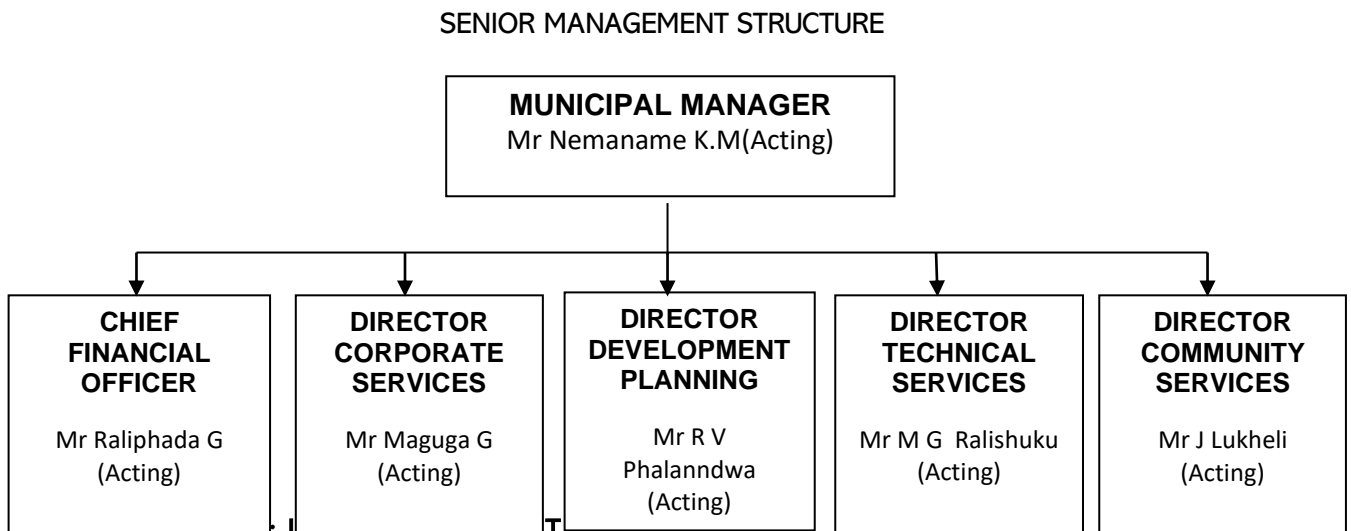 SENIOR MANAGEMENT STRUCTURE
MUNICIPAL MANAGER
Mr Nemaname K.M(Acting)
CHIEF
FINANCIAL
OFFICER
Mr Raliphada G
(Acting)
DIRECTOR
CORPORATE
SERVICES
Mr Maguga G
(Acting)
DIRECTOR
DEVELOPMENT
PLANNING
Mr R V
Phalanndwa
(Acting)
DIRECTOR
TECHNICAL
SERVICES
Mr M G  Ralishuku
(Acting)
DIRECTOR
COMMUNITY
SERVICES
Mr J Lukheli
(Acting)